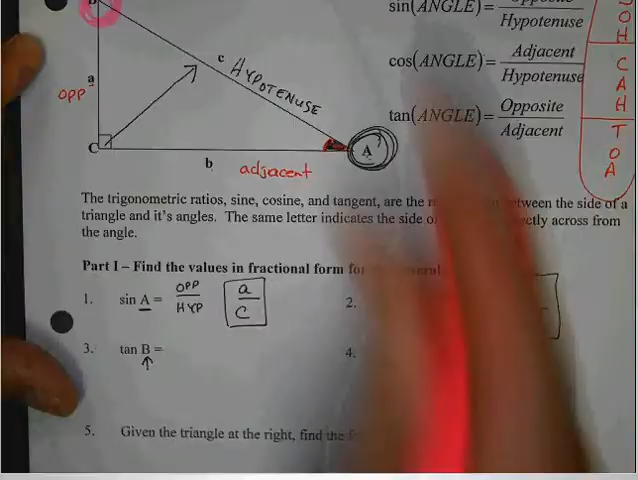 sin(ANGLE)= Opposite / Hypotenuse
S
O
H
c HYPOTENUSE
cos(ANGLE)= Adjacent / Hypotenuse
C
A
H
a
OPP
tan(ANGLE)= Opposite / Adjacent
T
O
A
C
A
b
adjacent
The trigonometric ratios, sine, cosine, and tangent, are the between the side of a
triangle and it's angles. The same letter indicates the side across from
the angle.
Part I – Find the values in fractional form
1. sin A = OPP / HYP a / c
2.
3. tan B =
4.
5. Given the triangle at the right, find the